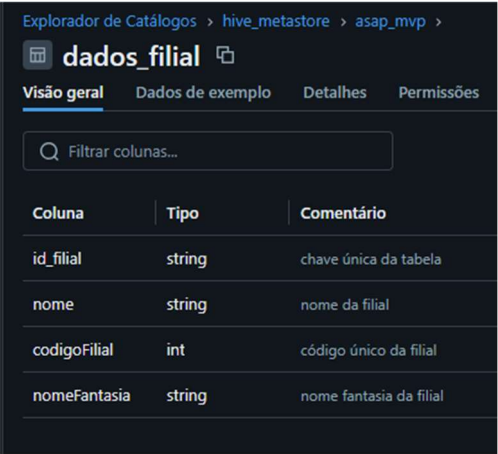 Explorador de Catálogos > hive_metastore > asap_mvp >
dados_filial
Visão geral Dados de exemplo Detalhes Permissões
Filtrar colunas...
Coluna Tipo Comentário
id_filial string chave única da tabela
nome string nome da filial
codigoFilial int código único da filial
nomeFantasia string nome fantasia da filial